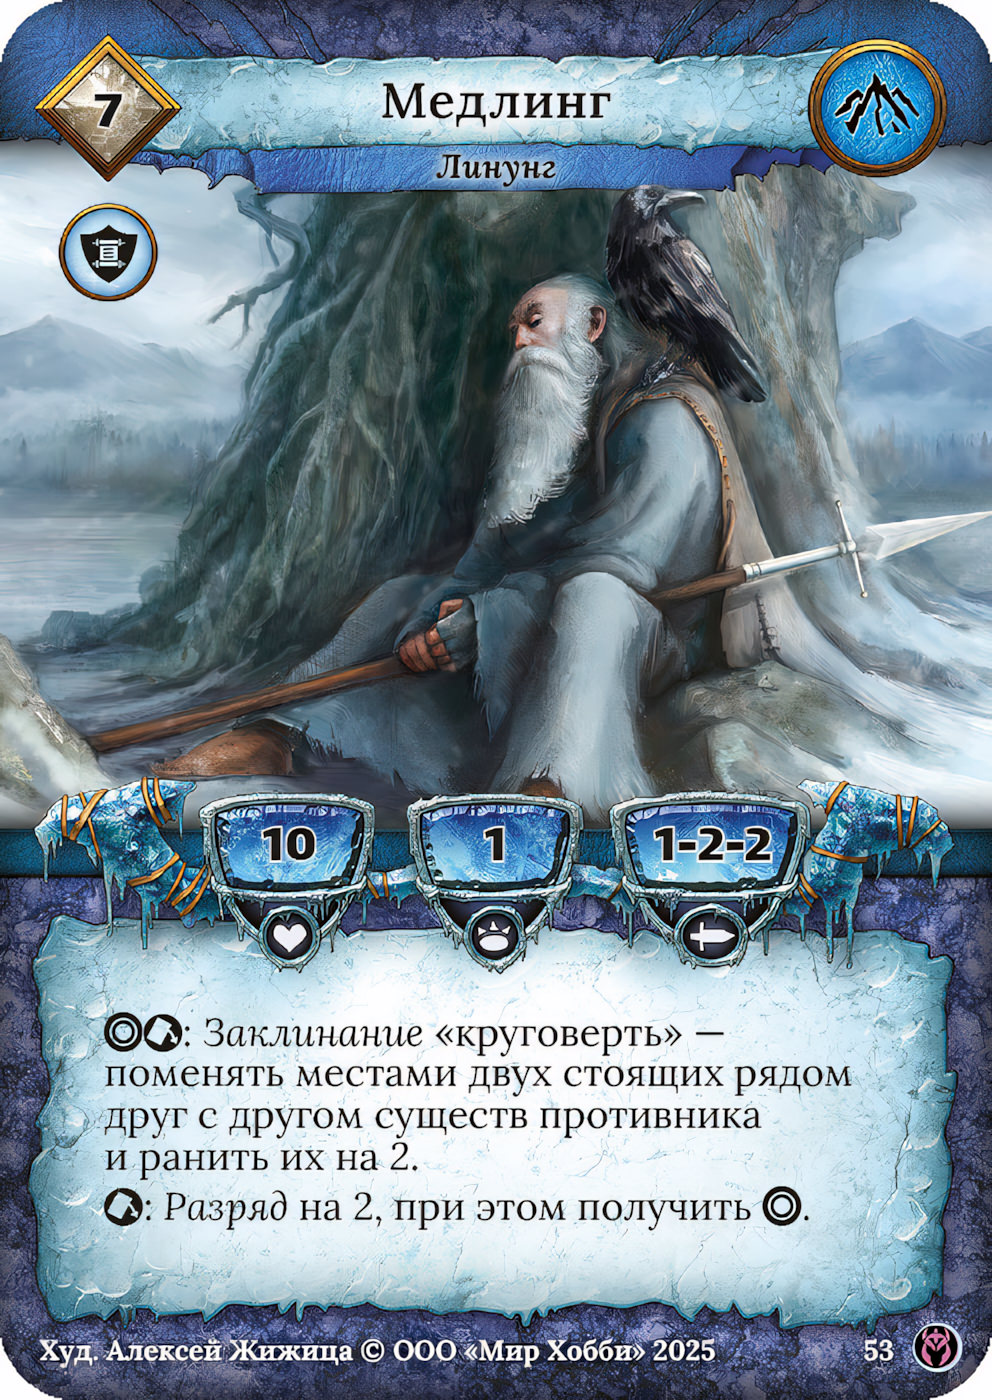 7
Медлинг
Линунг
10
1
1-2-2
: Заклинание «круговерть» —
поменять местами двух стоящих рядом
друг с другом существ противника
и ранить их на 2.
: Разряд на 2, при этом получить .
Худ. Алексей Жижица © ООО «Мир Хобби» 2025
53